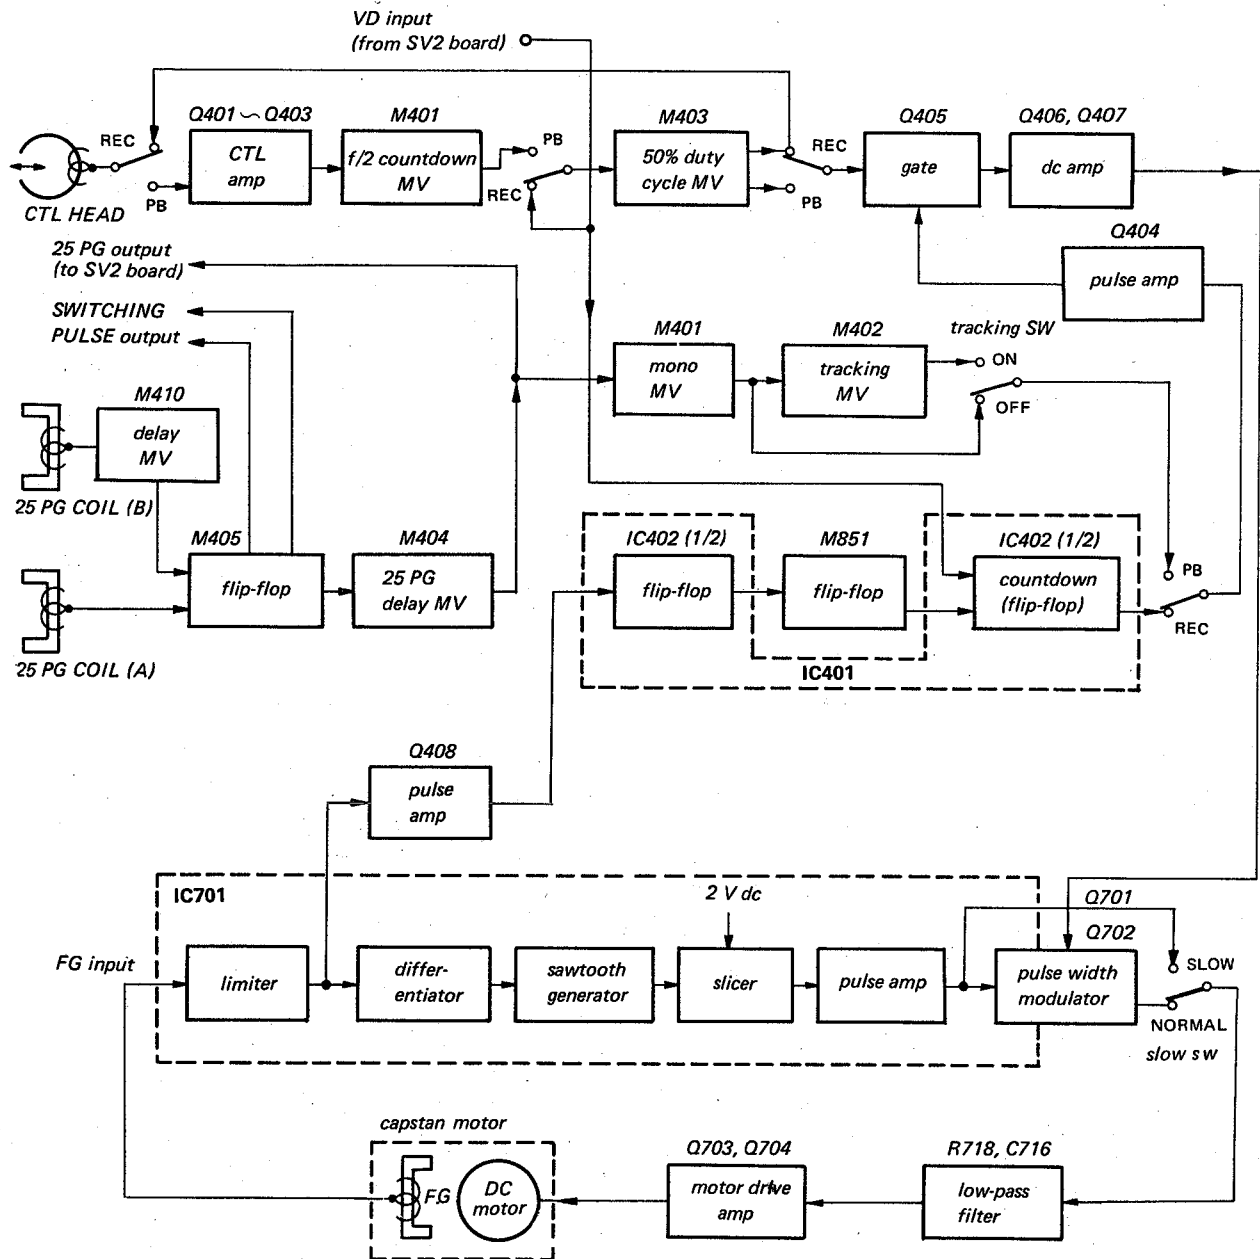 VD input
(from SV2 board)
Q401 ~ Q403
M401
M403
Q405
Q406, Q407
REC
CTL
amp
f/2 countdown
MV
PB
REC
50% duty
cycle MV
REC
PB
gate
dc amp
PB
CTL HEAD
25 PG output
(to SV2 board)
Q404
pulse amp
SWITCHING
PULSE output
M401
mono
MV
M402
tracking
MV
tracking SW
ON
OFF
M410
delay
MV
25 PG COIL (B)
M405
flip-flop
M404
25 PG
delay MV
IC402 (1/2)
flip-flop
M851
flip-flop
IC402 (1/2)
countdown
(flip-flop)
PB
REC
25 PG COIL (A)
IC401
Q408
pulse
amp
IC701
2 V dc
Q701
Q702
FG input
limiter
differ-
entiator
sawtooth
generator
slicer
pulse amp
pulse width
modulator
SLOW
NORMAL
slow sw
capstan motor
FG
DC
motor
Q703, Q704
motor drive
amp
R718, C716
low-pass
filter